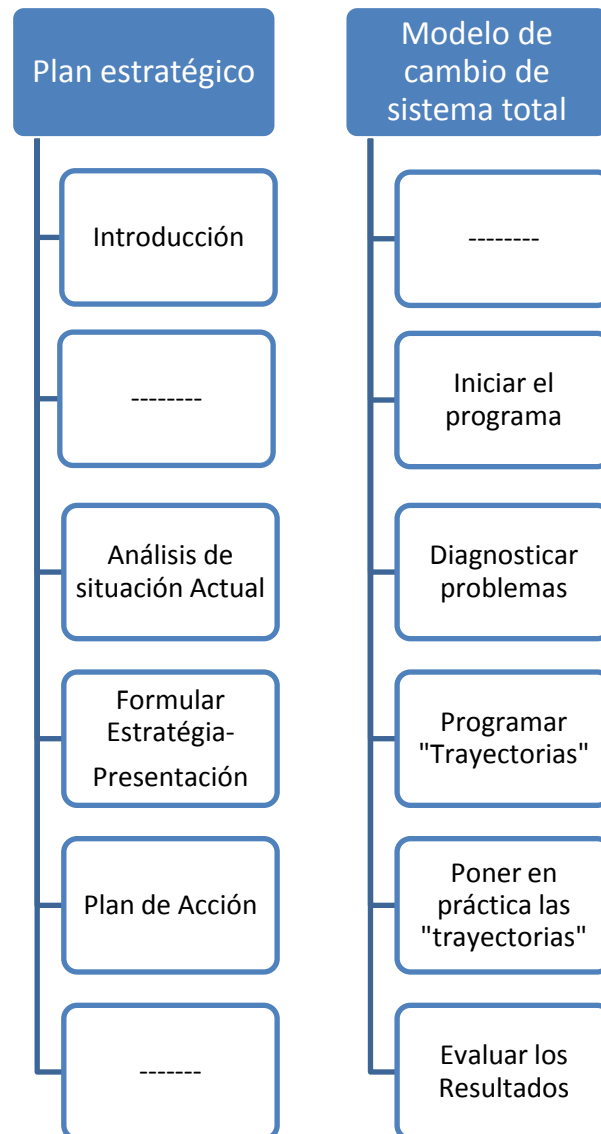 Plan estratégico
Introducción
--------
Análisis de
situación Actual
Formular
Estratégia-
Presentación
Plan de Acción
-------
Modelo de
cambio de
sistema total
--------
Iniciar el
programa
Diagnosticar
problemas
Programar
"Trayectorias"
Poner en
práctica las
"trayectorias"
Evaluar los
Resultados